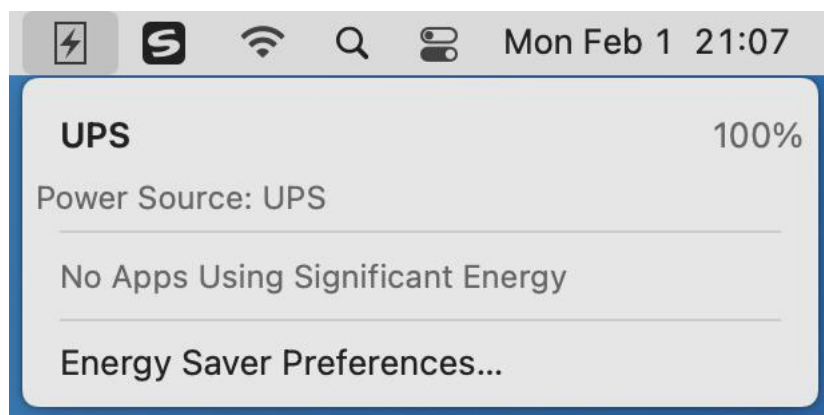 Mon Feb 1 21:07
UPS 100%
Power Source: UPS
No Apps Using Significant Energy
Energy Saver Preferences...